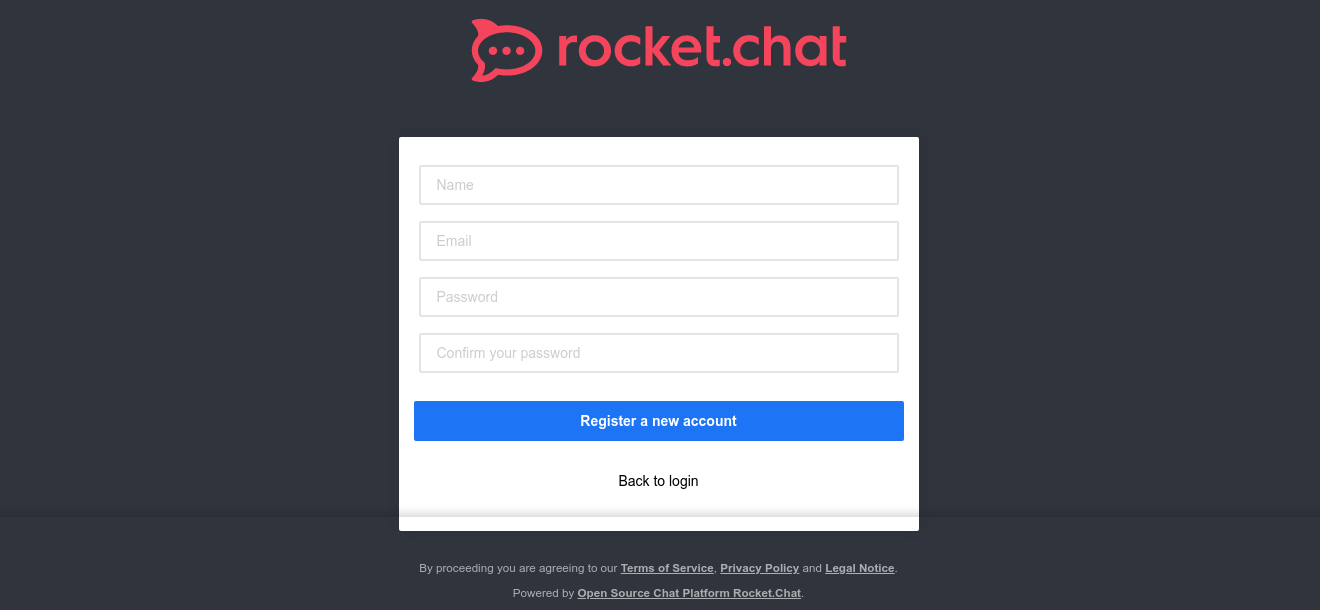 rocket.chat
Name
Email
Password
Confirm your password
Register a new account
Back to login
By proceeding you are agreeing to our Terms of Service, Privacy Policy and Legal Notice.
Powered by Open Source Chat Platform Rocket.Chat.